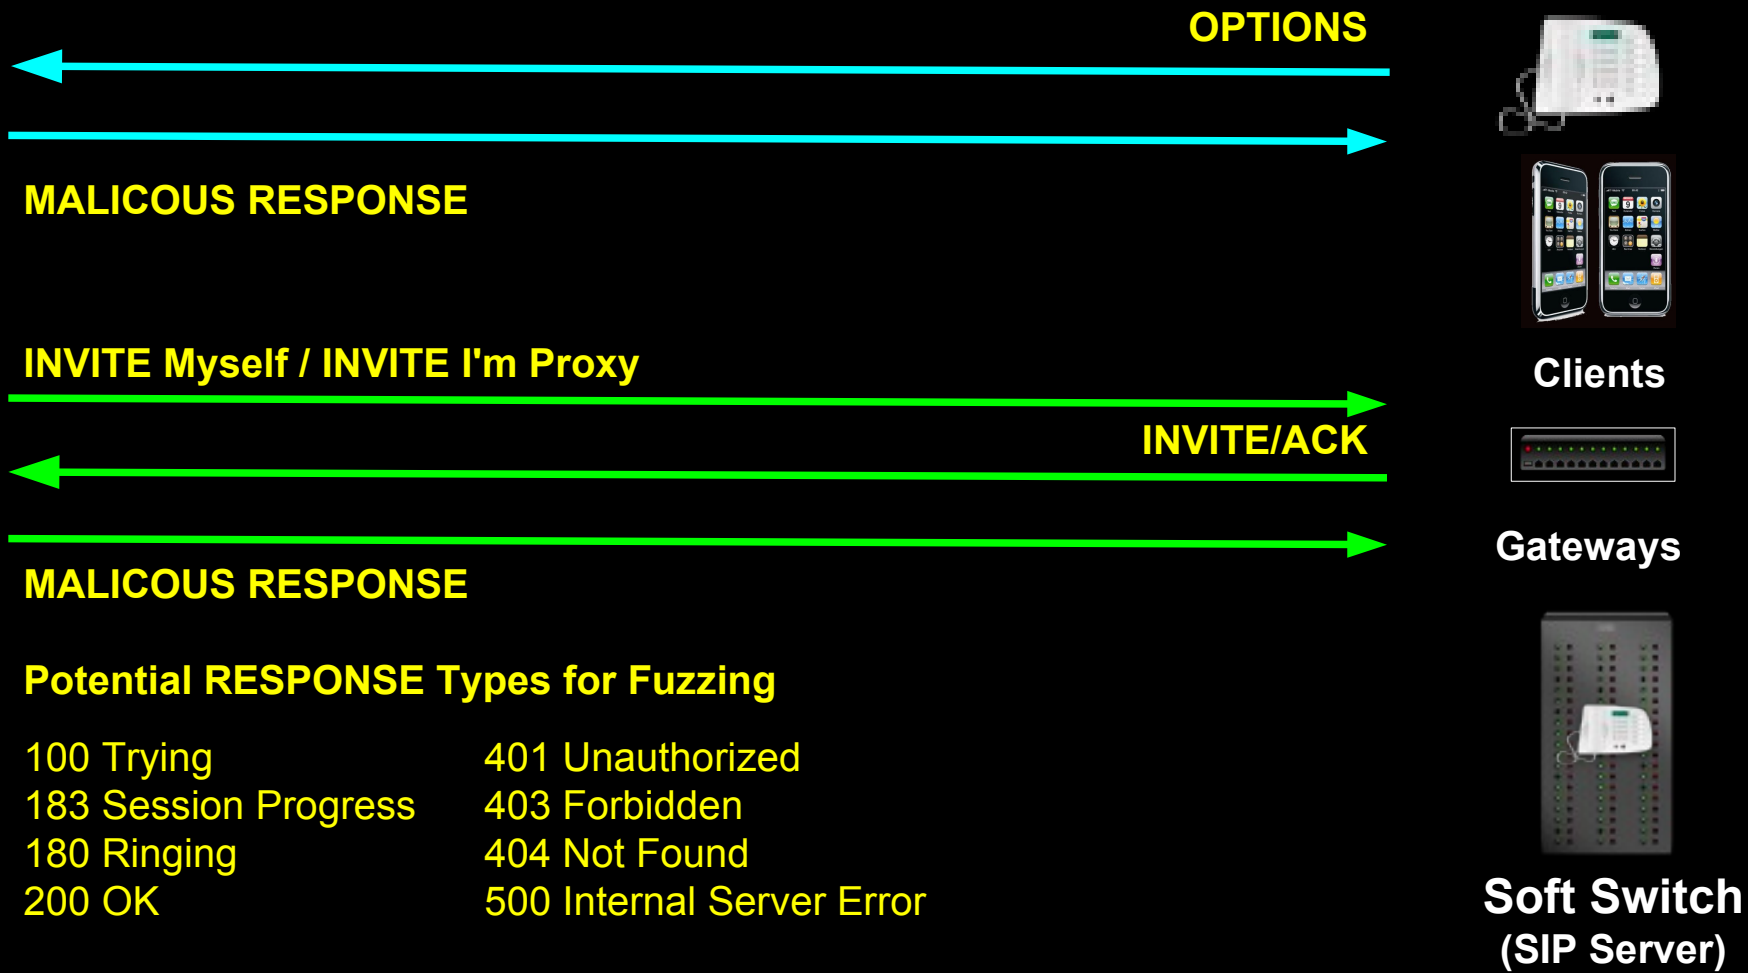 OPTIONS
MALICOUS RESPONSE
INVITE Myself / INVITE I'm Proxy
INVITE/ACK
MALICOUS RESPONSE
Potential RESPONSE Types for Fuzzing
100 Trying
183 Session Progress
180 Ringing
200 OK
401 Unauthorized
403 Forbidden
404 Not Found
500 Internal Server Error
Clients
Gateways
Soft Switch
(SIP Server)